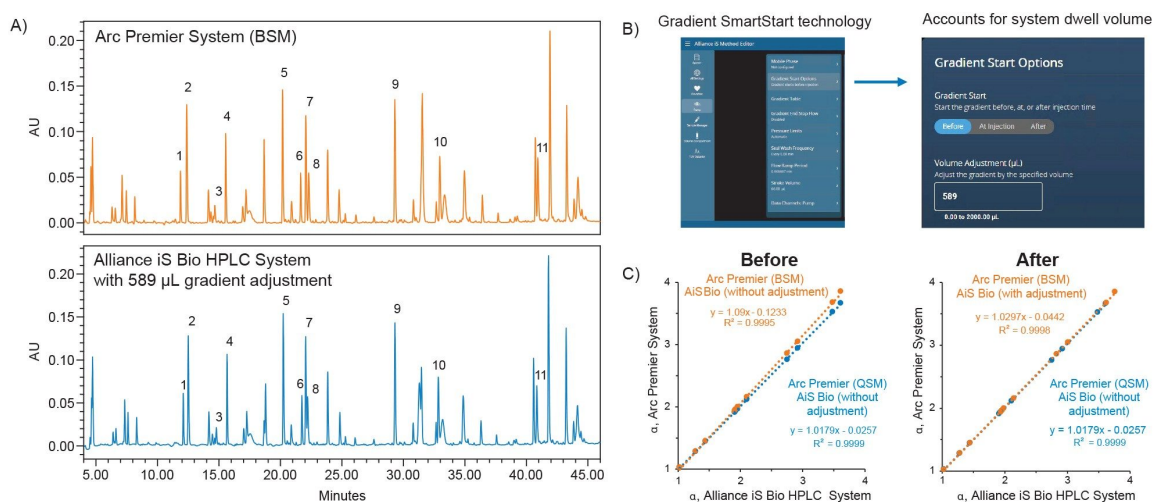 A)
Arc Premier System (BSM)
0.20
0.15
0.10
0.05
0.00
AU
1
2
3
4
5
6
7
8
9
10
11
Alliance iS Bio HPLC System
with 589 µL gradient adjustment
0.20
0.15
0.10
0.05
0.00
AU
1
2
3
4
5
6
7
8
9
10
11
5.00 10.00 15.00 20.00 25.00 30.00 35.00 40.00 45.00
Minutes
B)
Gradient SmartStart technology
Alliance iS Method Editor
Mobile Phase
Gradient Start Options
Gradient Table
Pressure Limits
Seal Wash Frequency
Stroke Volume
Data Channels: Pump
Accounts for system dwell volume
Gradient Start Options
Gradient Start
Start the gradient before, at, or after injection time
Before At Injection After
Volume Adjustment (µL)
Adjust the gradient by the specified volume
589
0.00 to 2000.00 µL
C)
Before
Arc Premier (BSM)
AiS Bio (without adjustment)
y = 1.09x - 0.1233
R² = 0.9995
Arc Premier (QSM)
AiS Bio (without
adjustment)
y = 1.0179x - 0.0257
R² = 0.9999
α, Arc Premier System
4
3
2
1
1 2 3 4
α, Alliance iS Bio HPLC System
After
Arc Premier (BSM)
AiS Bio (with adjustment)
y = 1.0297x - 0.0442
R² = 0.9998
Arc Premier (QSM)
AiS Bio (without
adjustment)
y = 1.0179x - 0.0257
R² = 0.9999
α, Arc Premier System
4
3
2
1
1 2 3 4
α, Alliance iS Bio HPLC System